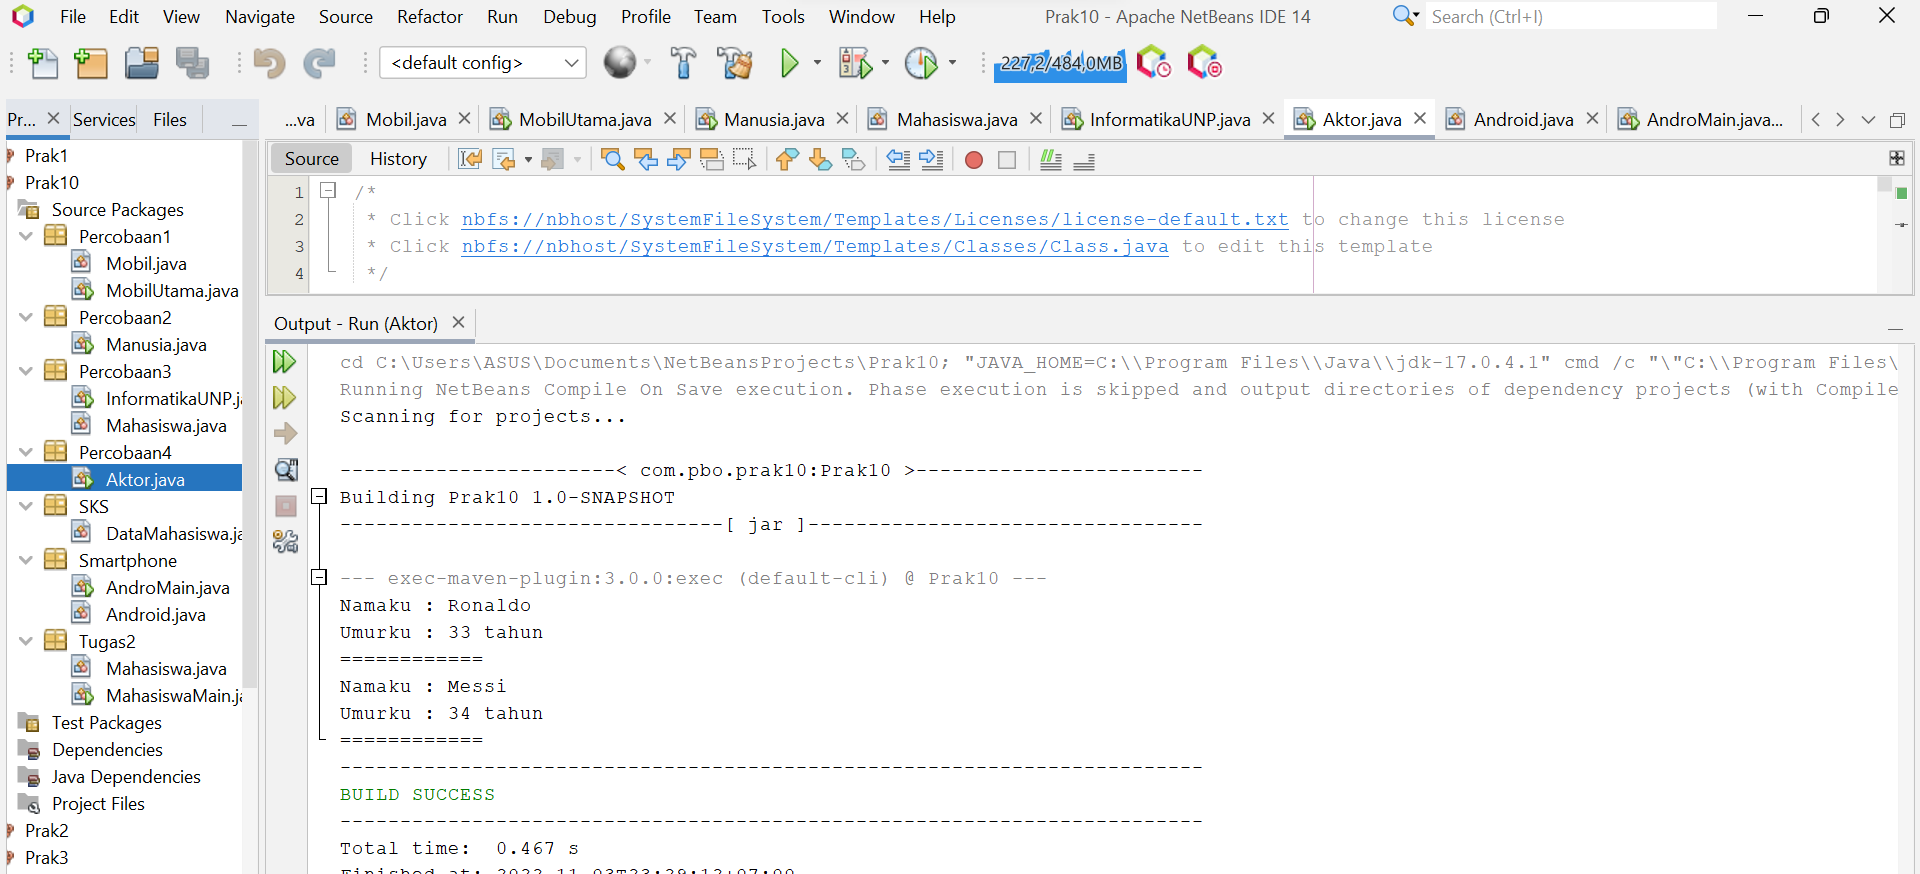 File Edit View Navigate Source Refactor Run Debug Profile Team Tools Window Help Prak10 - Apache NetBeans IDE 14 Search (Ctrl+I)
<default config> 227,2/484,0MB
Pr... Services Files
...va Mobil.java MobilUtama.java Manusia.java Mahasiswa.java InformatikaUNP.java Aktor.java Android.java AndroMain.java...
Source History
Prak1
Prak10
Source Packages
Percobaan1
Mobil.java
MobilUtama.java
Percobaan2
Manusia.java
Percobaan3
InformatikaUNP.j
Mahasiswa.java
Percobaan4
Aktor.java
SKS
DataMahasiswa.ja
Smartphone
AndroMain.java
Android.java
Tugas2
Mahasiswa.java
MahasiswaMain.j
Test Packages
Dependencies
Java Dependencies
Project Files
Prak2
Prak3
1 /*
2 * Click nbfs://nbhost/SystemFileSystem/Templates/Licenses/license-default.txt to change this license
3 * Click nbfs://nbhost/SystemFileSystem/Templates/Classes/Class.java to edit this template
4 */
Output - Run (Aktor)
cd C:\Users\ASUS\Documents\NetBeansProjects\Prak10; "JAVA_HOME=C:\\Program Files\\Java\\jdk-17.0.4.1" cmd /c "\"C:\\Program Files\
Running NetBeans Compile On Save execution. Phase execution is skipped and output directories of dependency projects (with Compile
Scanning for projects...
-----------------------< com.pbo.prak10:Prak10 >------------------------
Building Prak10 1.0-SNAPSHOT
--------------------------------[ jar ]---------------------------------
--- exec-maven-plugin:3.0.0:exec (default-cli) @ Prak10 ---
Namaku : Ronaldo
Umurku : 33 tahun
============
Namaku : Messi
Umurku : 34 tahun
============
------------------------------------------------------------------------
BUILD SUCCESS
------------------------------------------------------------------------
Total time: 0.467 s
Finished at: 2022-11-03T23:29:12+07:00